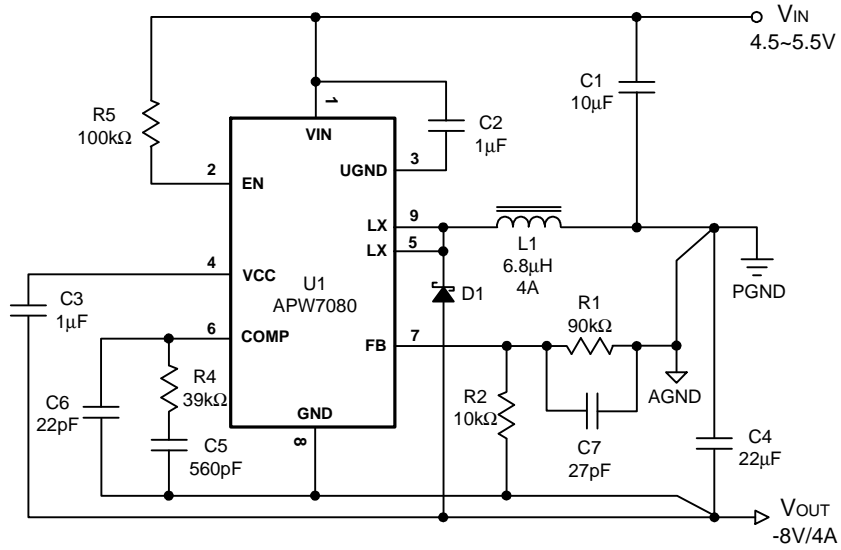 VIN
4.5~5.5V
C1
10μF
R5
100kΩ
1
VIN
C2
1μF
2
EN
3
UGND
LX
9
LX
5
L1
6.8μH
4A
PGND
4
VCC
U1
APW7080
D1
C3
1μF
R1
90kΩ
6
COMP
FB
7
R4
39kΩ
R2
10kΩ
AGND
C6
22pF
GND
8
C5
560pF
C7
27pF
C4
22μF
VOUT
-8V/4A